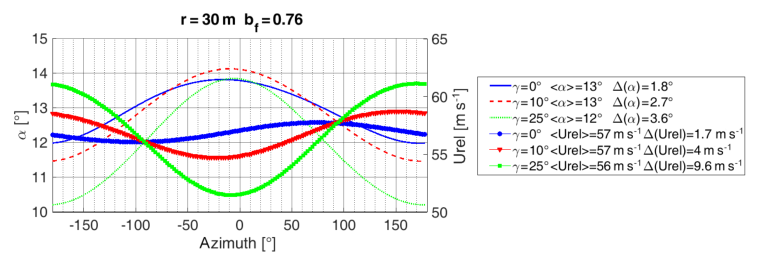 r = 30 m b_f = 0.76
15
14
13
12
11
10
α [°]
65
60
55
50
Urel [m s⁻¹]
-150 -100 -50 0 50 100 150
Azimuth [°]
γ=0° <α>=13° Δ(α)=1.8°
γ=10° <α>=13° Δ(α)=2.7°
γ=25° <α>=12° Δ(α)=3.6°
γ=0° <Urel>=57 m s⁻¹ Δ(Urel)=1.7 m s⁻¹
γ=10° <Urel>=57 m s⁻¹ Δ(Urel)=4 m s⁻¹
γ=25° <Urel>=56 m s⁻¹ Δ(Urel)=9.6 m s⁻¹